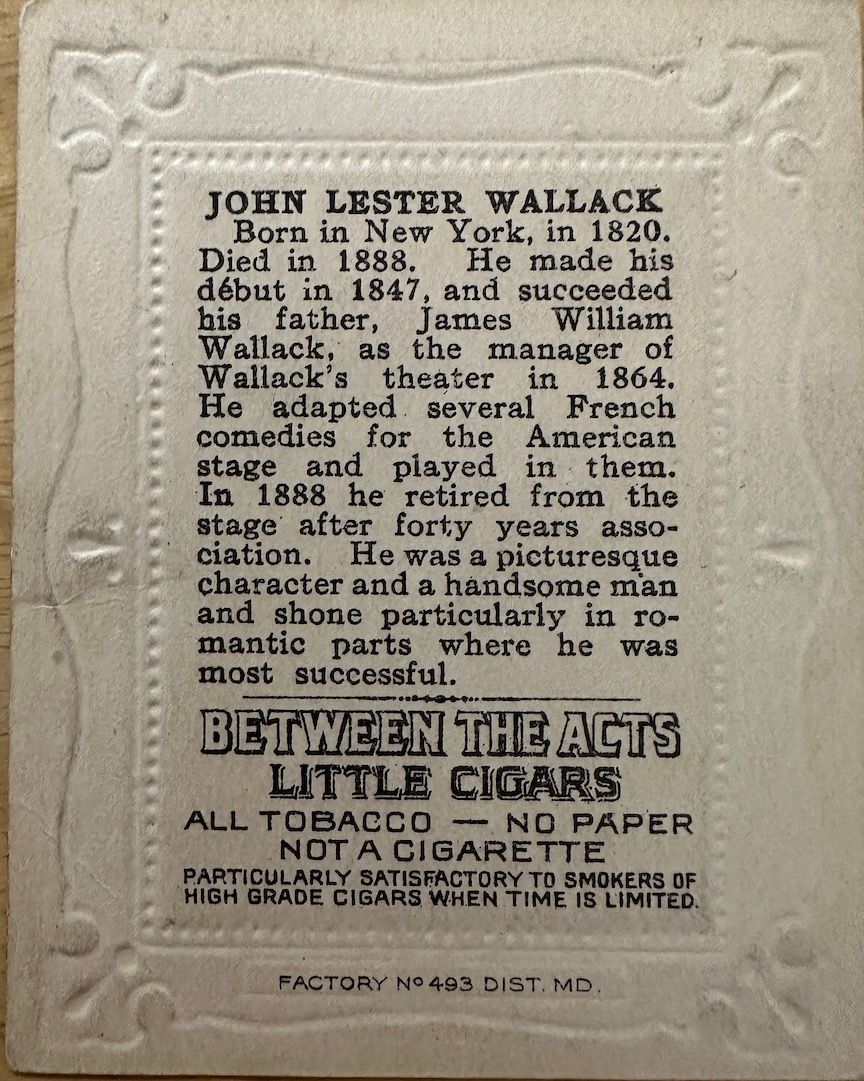 JOHN LESTER WALLACK
Born in New York, in 1820.
Died in 1888. He made his
début in 1847, and succeeded
his father, James William
Wallack, as the manager of
Wallack's theater in 1864.
He adapted several French
comedies for the American
stage and played in them.
In 1888 he retired from the
stage after forty years asso-
ciation. He was a picturesque
character and a handsome man
and shone particularly in ro-
mantic parts where he was
most successful.
BETWEEN THE ACTS
LITTLE CIGARS
ALL TOBACCO — NO PAPER
NOT A CIGARETTE
PARTICULARLY SATISFACTORY TO SMOKERS OF
HIGH GRADE CIGARS WHEN TIME IS LIMITED.
FACTORY Nº 493 DIST. MD.